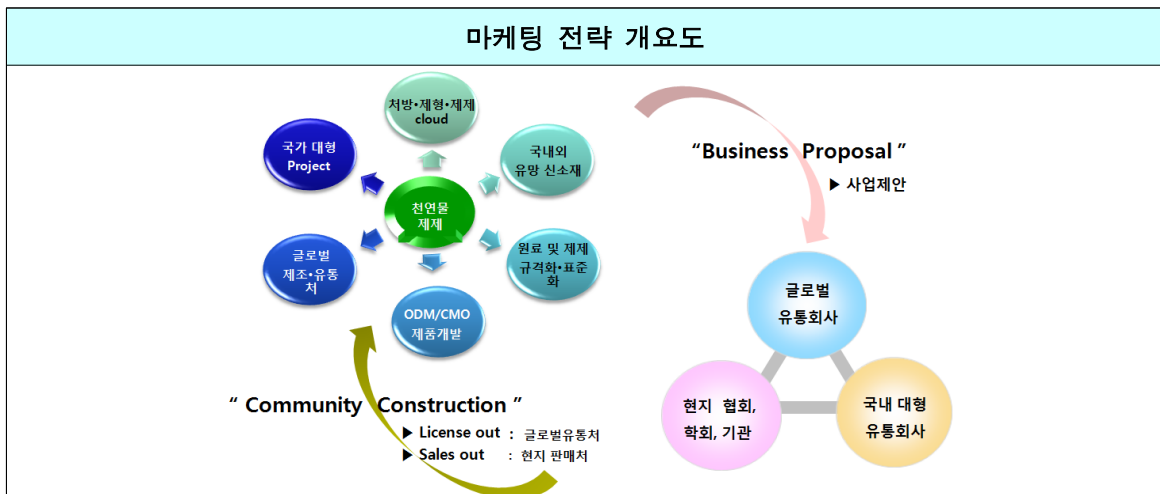 마케팅 전략 개요도
처방•제형•제제
cloud
국가 대형
Project
국내외
유망 신소재
천연물
제제
글로벌
제조•유통
처
원료 및 제제
규격화•표준
화
ODM/CMO
제품개발
“Business Proposal ”
▶ 사업제안
글로벌
유통회사
현지 협회,
학회, 기관
국내 대형
유통회사
“ Community Construction ”
▶ License out : 글로벌유통처
▶ Sales out : 현지 판매처